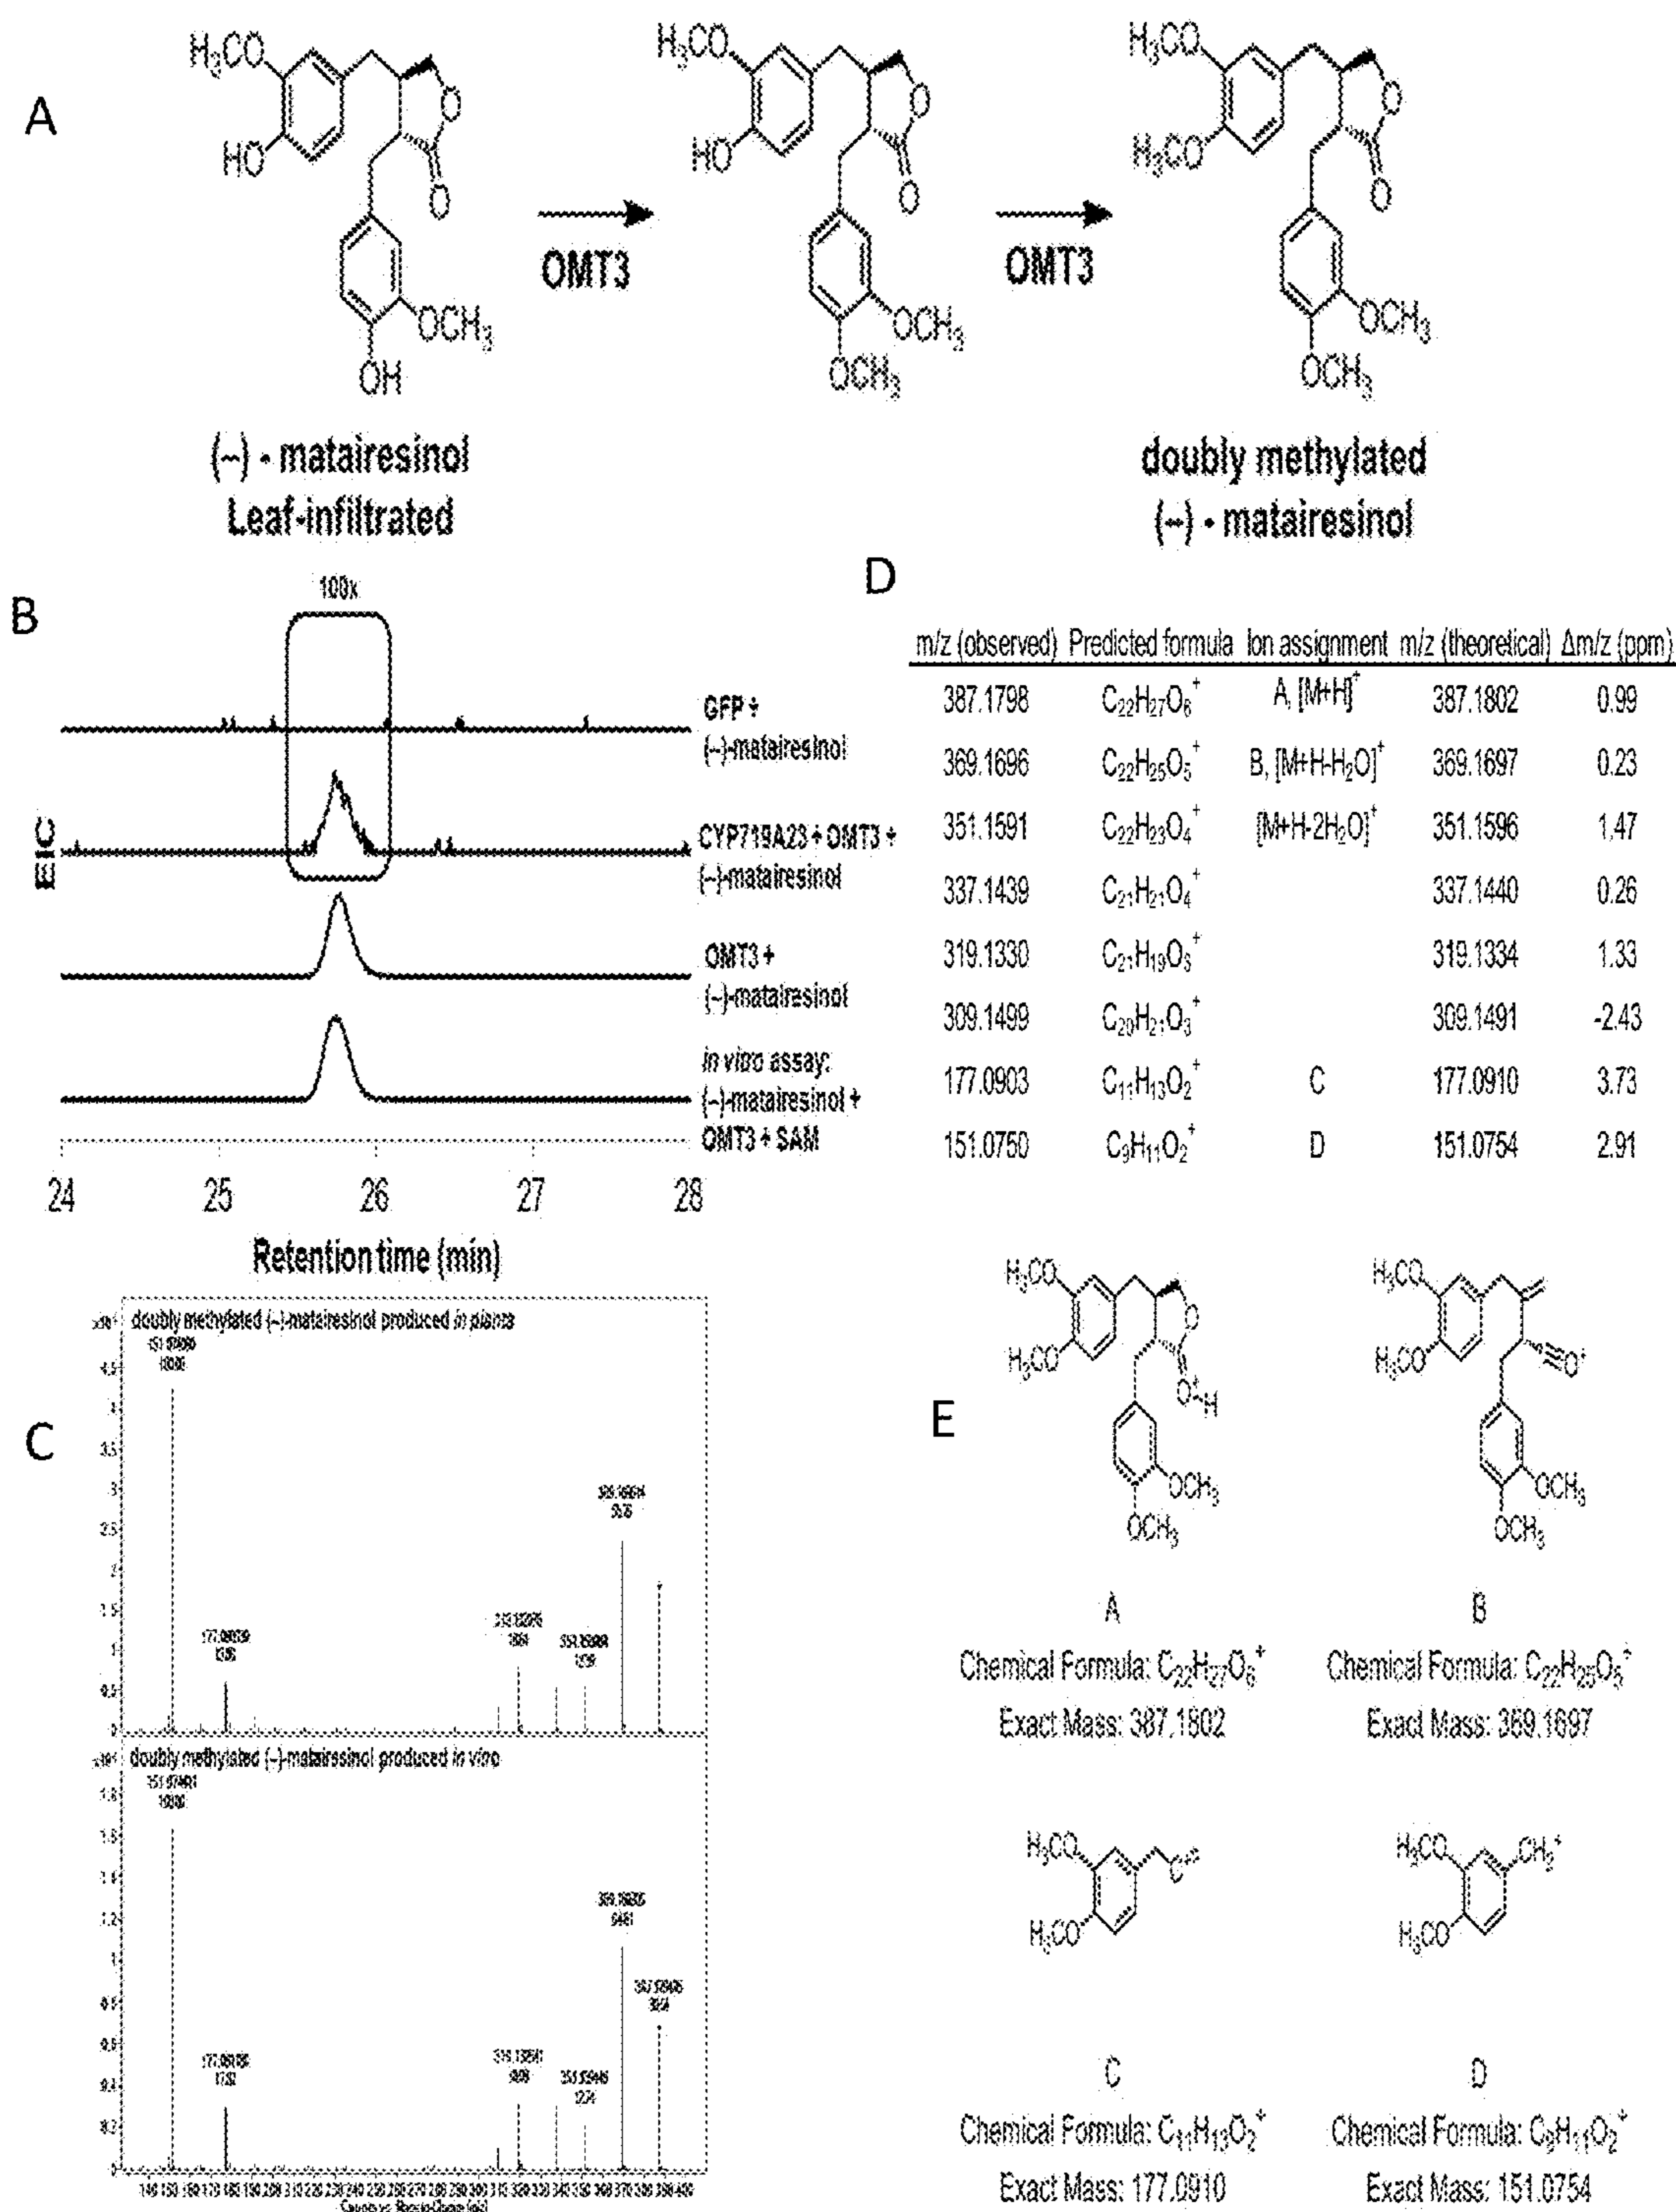 A
H₃CO
HO
O
O
OCH₃
OH
OMT3
H₃CO
HO
O
O
OCH₃
OCH₃
OMT3
H₃CO
H₃CO
O
O
OCH₃
OCH₃
(–) - matairesinol
Leaf-infiltrated
doubly methylated
(–) - matairesinol
B
100x
EIC
GFP +
(–)-matairesinol
CYP719A23 + OMT3 +
(–)-matairesinol
OMT3 +
(–)-matairesinol
in vitro assay:
(–)-matairesinol +
OMT3 + SAM
24 25 26 27 28
Retention time (min)
D
m/z (observed) Predicted formula Ion assignment m/z (theoretical) Δm/z (ppm)
387.1798 C₂₂H₂₇O₆⁺ A, [M+H]⁺ 387.1802 0.99
369.1696 C₂₂H₂₅O₅⁺ B, [M+H-H₂O]⁺ 369.1697 0.23
351.1591 C₂₂H₂₃O₄⁺ [M+H-2H₂O]⁺ 351.1596 1.47
337.1439 C₂₁H₂₁O₄⁺ 337.1440 0.26
319.1330 C₂₁H₁₉O₃⁺ 319.1334 1.33
309.1499 C₂₀H₂₁O₃⁺ 309.1491 -2.43
177.0903 C₁₁H₁₃O₂⁺ C 177.0910 3.73
151.0750 C₉H₁₁O₂⁺ D 151.0754 2.91
C
doubly methylated (–)-matairesinol produced in planta
doubly methylated (–)-matairesinol produced in vitro
E
H₃CO
H₃CO
O
O⁺-H
OCH₃
OCH₃
A
Chemical Formula: C₂₂H₂₇O₆⁺
Exact Mass: 387.1802
H₃CO
H₃CO
O⁺
OCH₃
OCH₃
B
Chemical Formula: C₂₂H₂₅O₅⁺
Exact Mass: 369.1697
H₃CO
H₃CO
C⁺
C
Chemical Formula: C₁₁H₁₃O₂⁺
Exact Mass: 177.0910
H₃CO
H₃CO
CH₂⁺
D
Chemical Formula: C₉H₁₁O₂⁺
Exact Mass: 151.0754